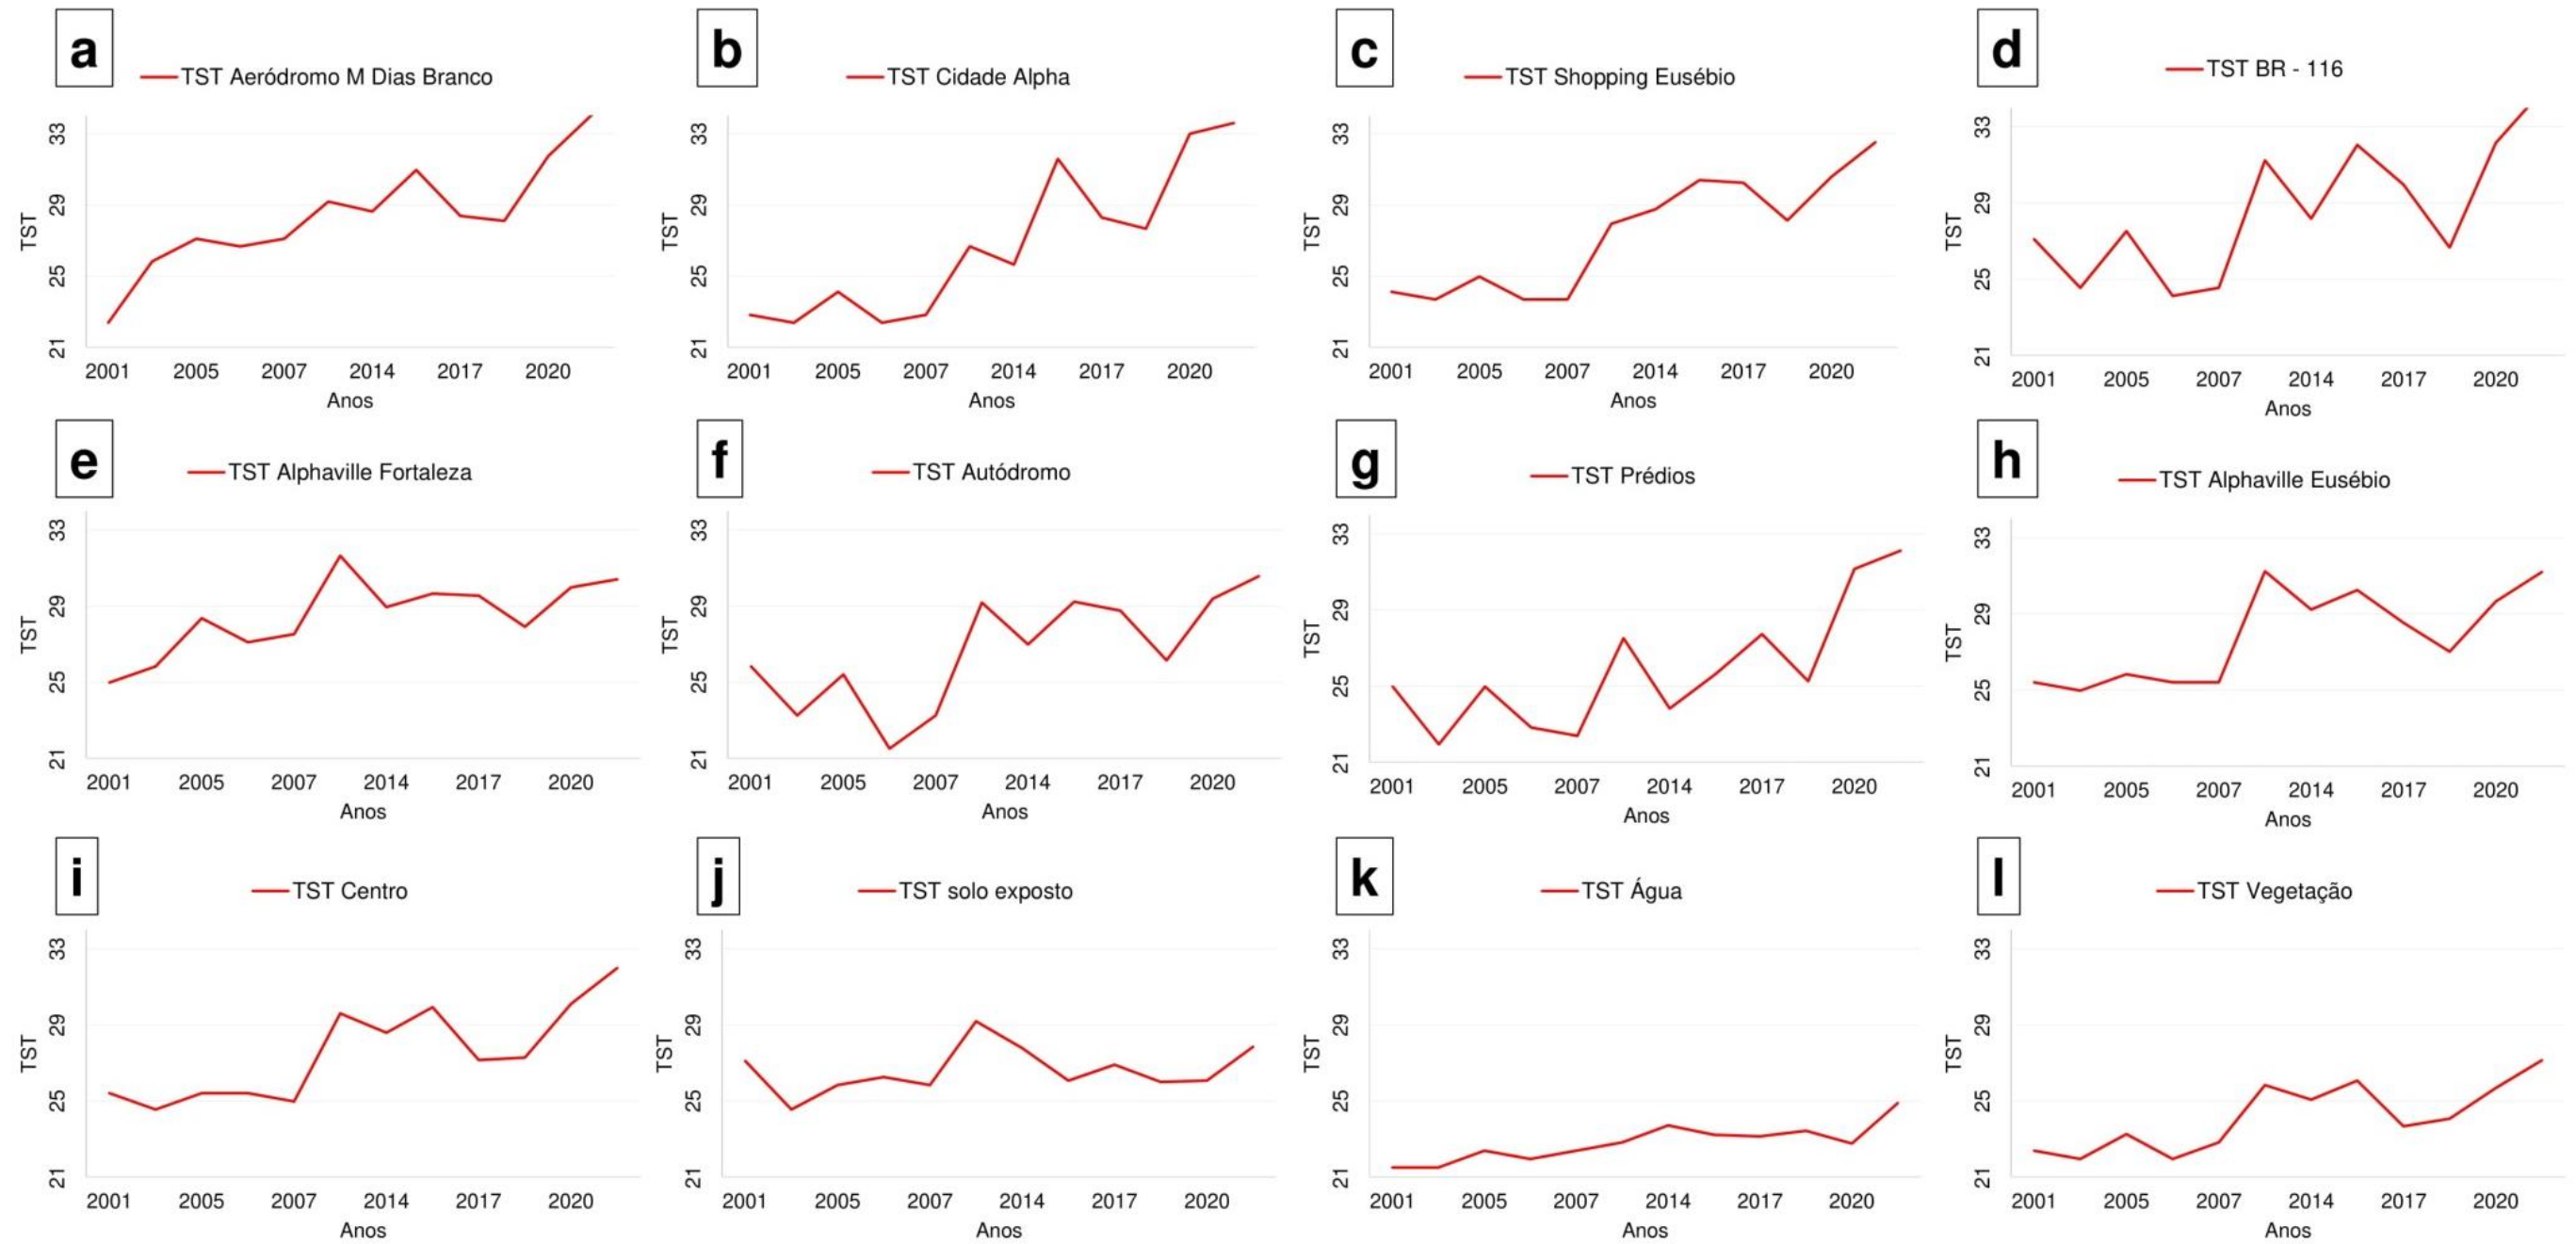 a
TST Aeródromo M Dias Branco
33
29
25
21
TST
2001 2005 2007 2014 2017 2020
Anos
b
TST Cidade Alpha
33
29
25
21
TST
2001 2005 2007 2014 2017 2020
Anos
c
TST Shopping Eusébio
33
29
25
21
TST
2001 2005 2007 2014 2017 2020
Anos
d
TST BR - 116
33
29
25
21
TST
2001 2005 2007 2014 2017 2020
Anos
e
TST Alphaville Fortaleza
33
29
25
21
TST
2001 2005 2007 2014 2017 2020
Anos
f
TST Autódromo
33
29
25
21
TST
2001 2005 2007 2014 2017 2020
Anos
g
TST Prédios
33
29
25
21
TST
2001 2005 2007 2014 2017 2020
Anos
h
TST Alphaville Eusébio
33
29
25
21
TST
2001 2005 2007 2014 2017 2020
Anos
i
TST Centro
33
29
25
21
TST
2001 2005 2007 2014 2017 2020
Anos
j
TST solo exposto
33
29
25
21
TST
2001 2005 2007 2014 2017 2020
Anos
k
TST Água
33
29
25
21
TST
2001 2005 2007 2014 2017 2020
Anos
l
TST Vegetação
33
29
25
21
TST
2001 2005 2007 2014 2017 2020
Anos